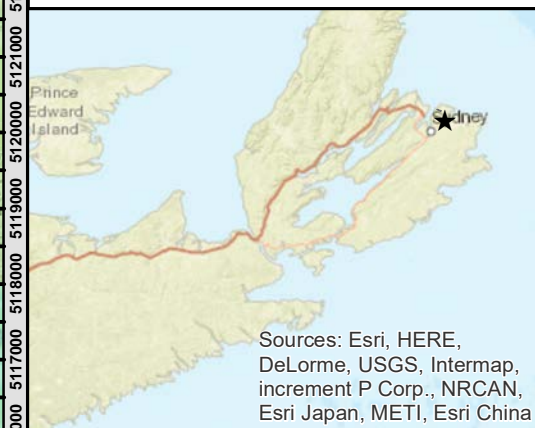 5121000
5120000
5119000
5118000
5117000
Prince
Edward
Island
Sydney
Sources: Esri, HERE,
DeLorme, USGS, Intermap,
increment P Corp., NRCAN,
Esri Japan, METI, Esri China